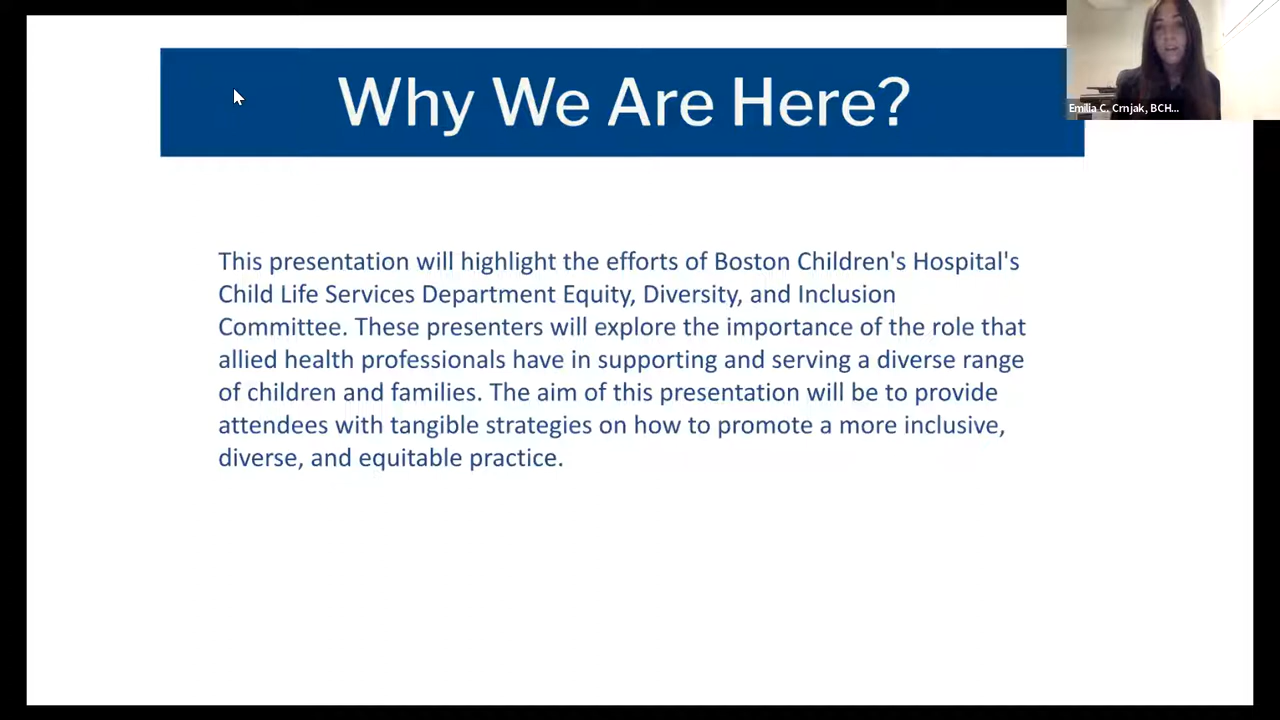 Why We Are Here?
Emilia C. Crnjak, BCH...
This presentation will highlight the efforts of Boston Children's Hospital's
Child Life Services Department Equity, Diversity, and Inclusion
Committee. These presenters will explore the importance of the role that
allied health professionals have in supporting and serving a diverse range
of children and families. The aim of this presentation will be to provide
attendees with tangible strategies on how to promote a more inclusive,
diverse, and equitable practice.